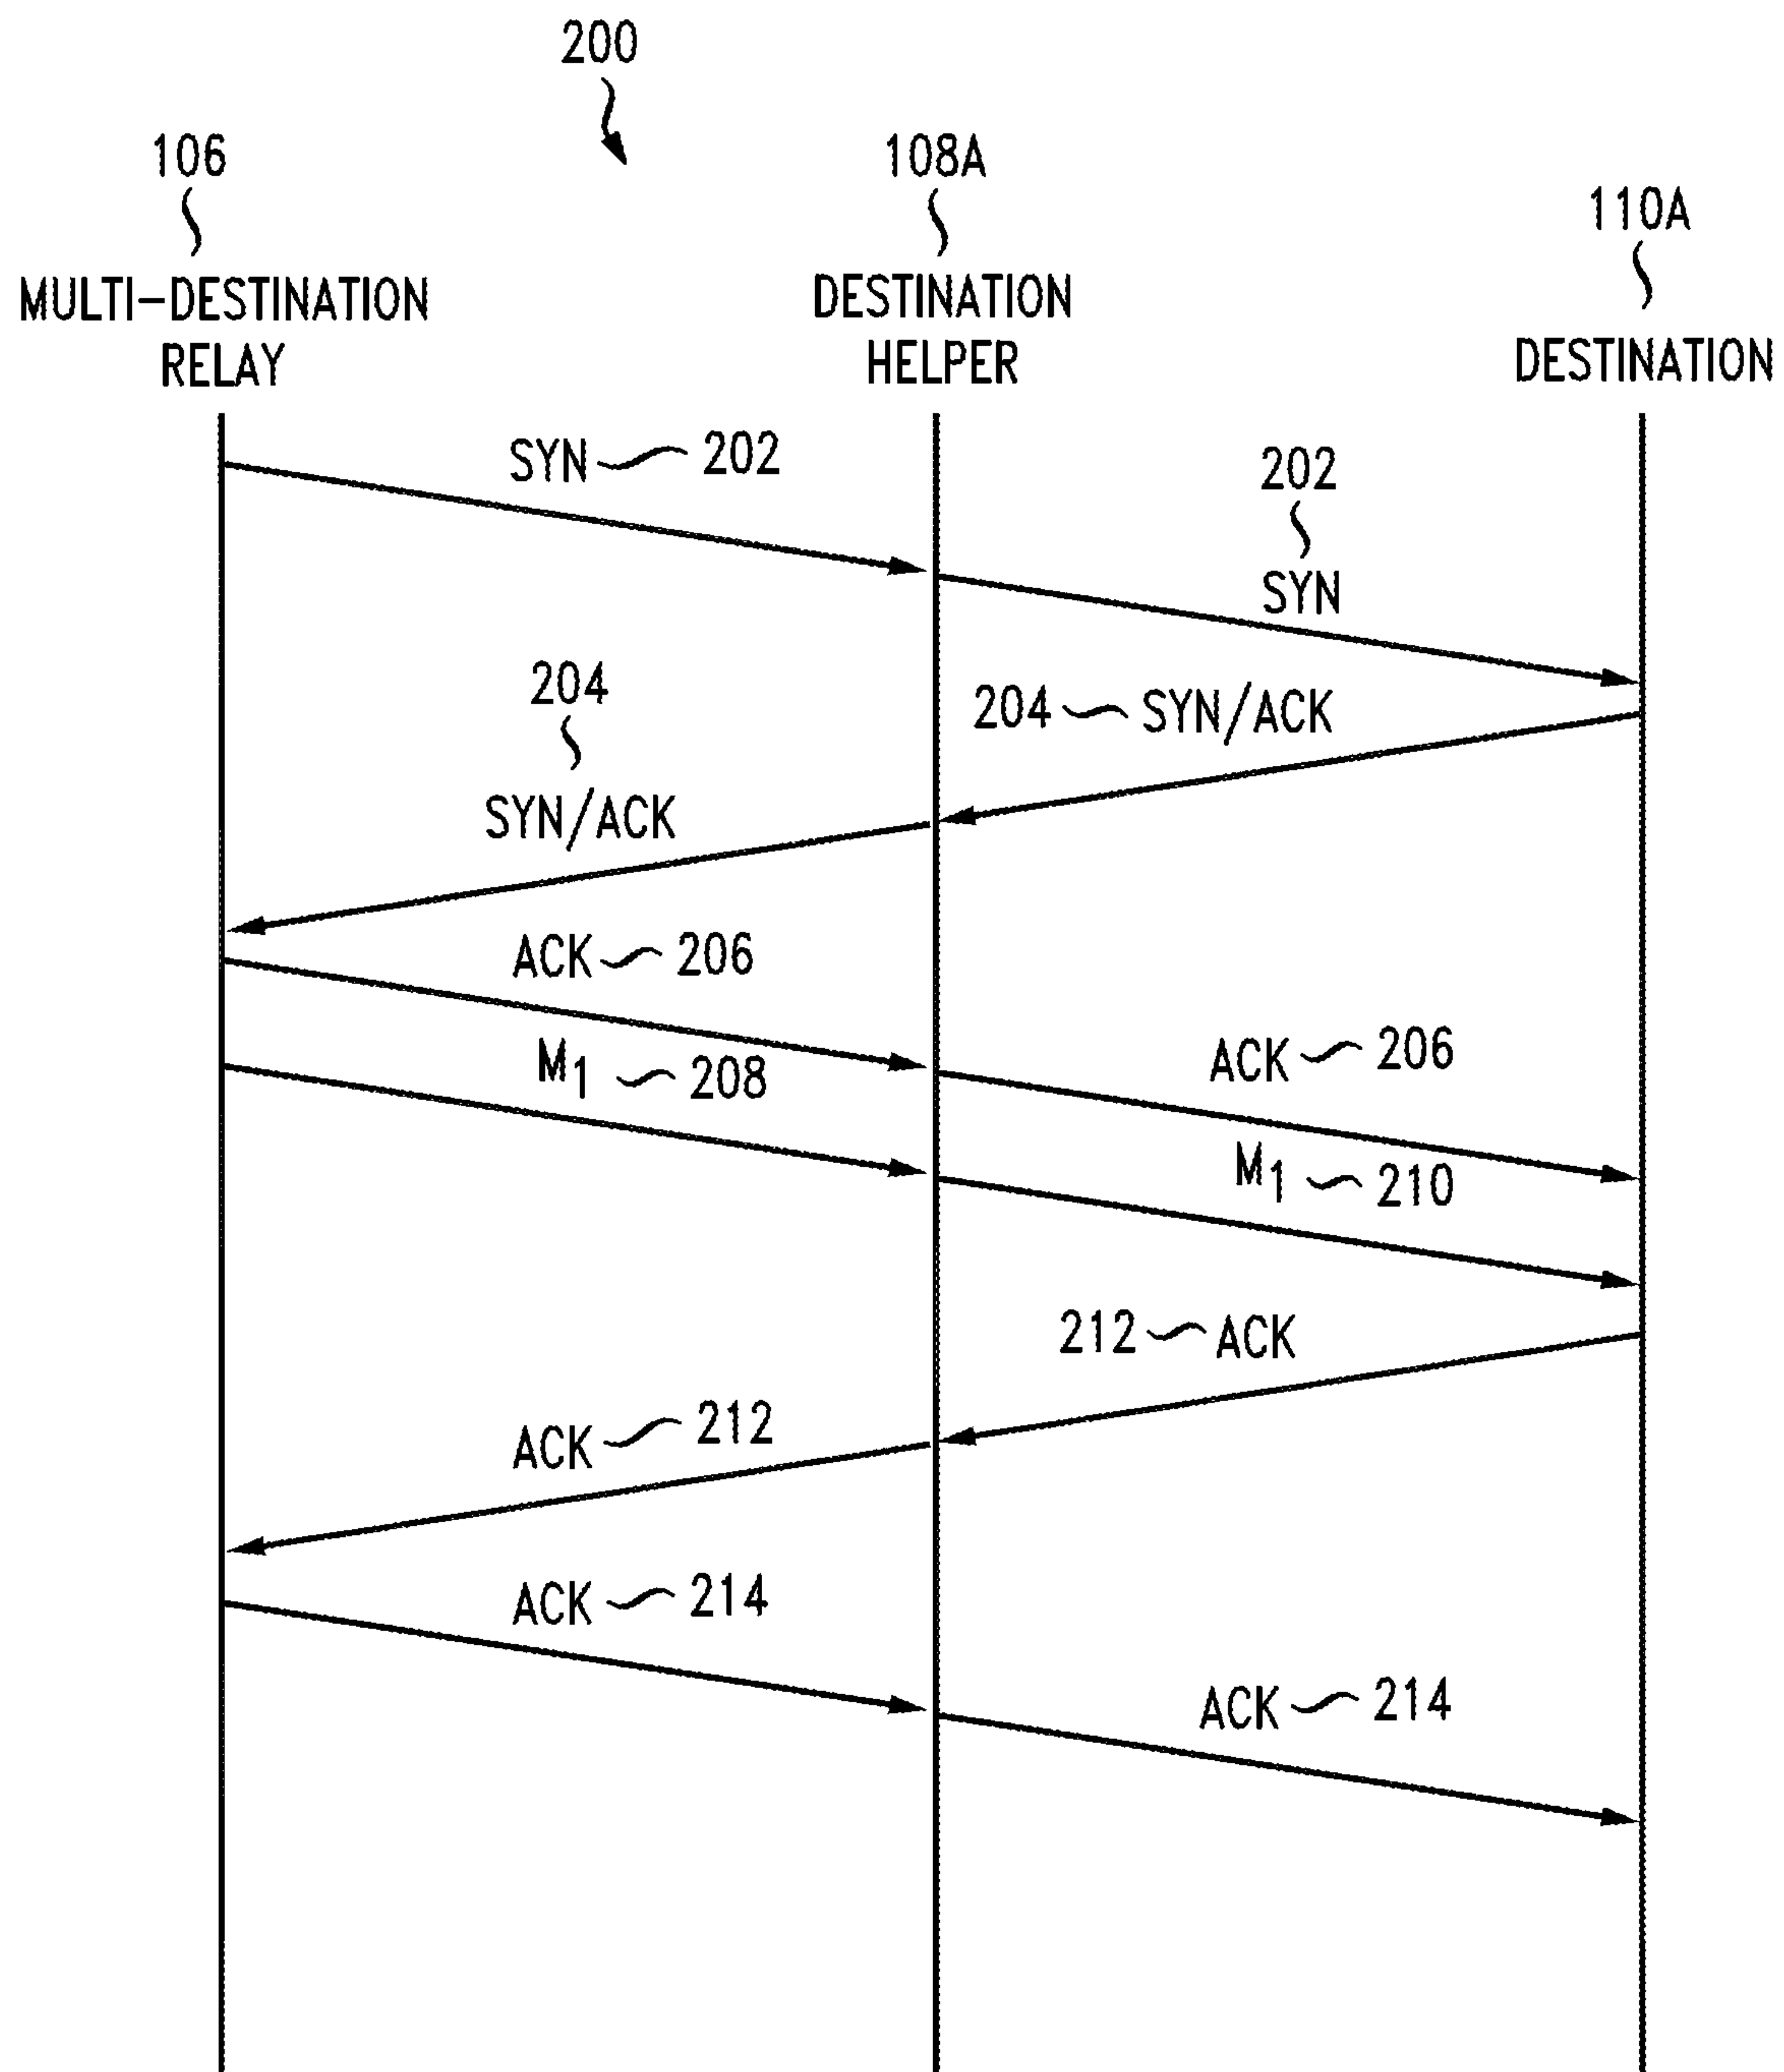 200
106
108A
110A
MULTI-DESTINATION
RELAY
DESTINATION
HELPER
DESTINATION
SYN 202
202
SYN
204
204 SYN/ACK
SYN/ACK
ACK 206
ACK 206
M1 208
M1 210
212 ACK
ACK 212
ACK 214
ACK 214